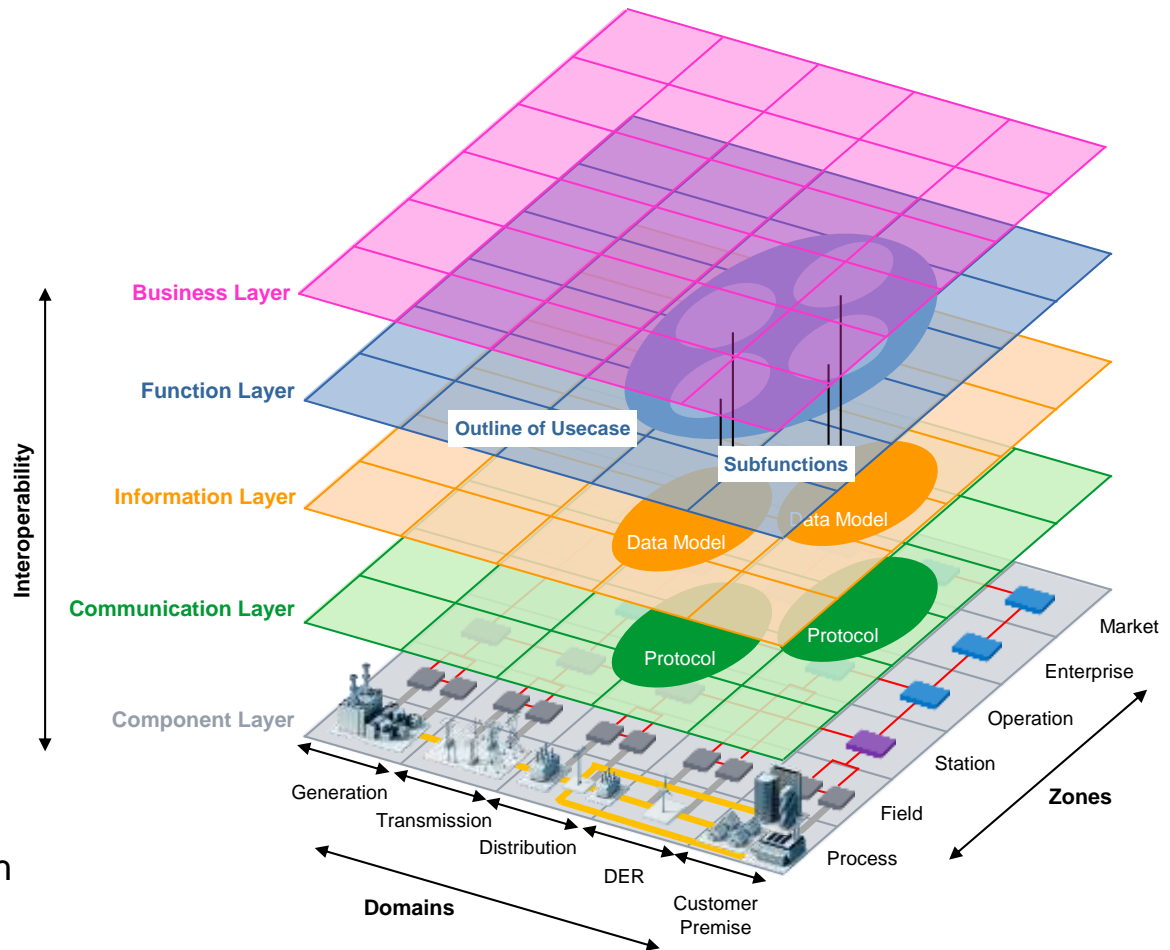 Business Layer
Function Layer
Outline of Usecase
Subfunctions
Interoperability
Information Layer
Data Model
Data Model
Communication Layer
Protocol
Protocol
Component Layer
Market
Enterprise
Operation
Station
Field
Process
Zones
Generation
Transmission
Distribution
DER
Customer
Premise
Domains